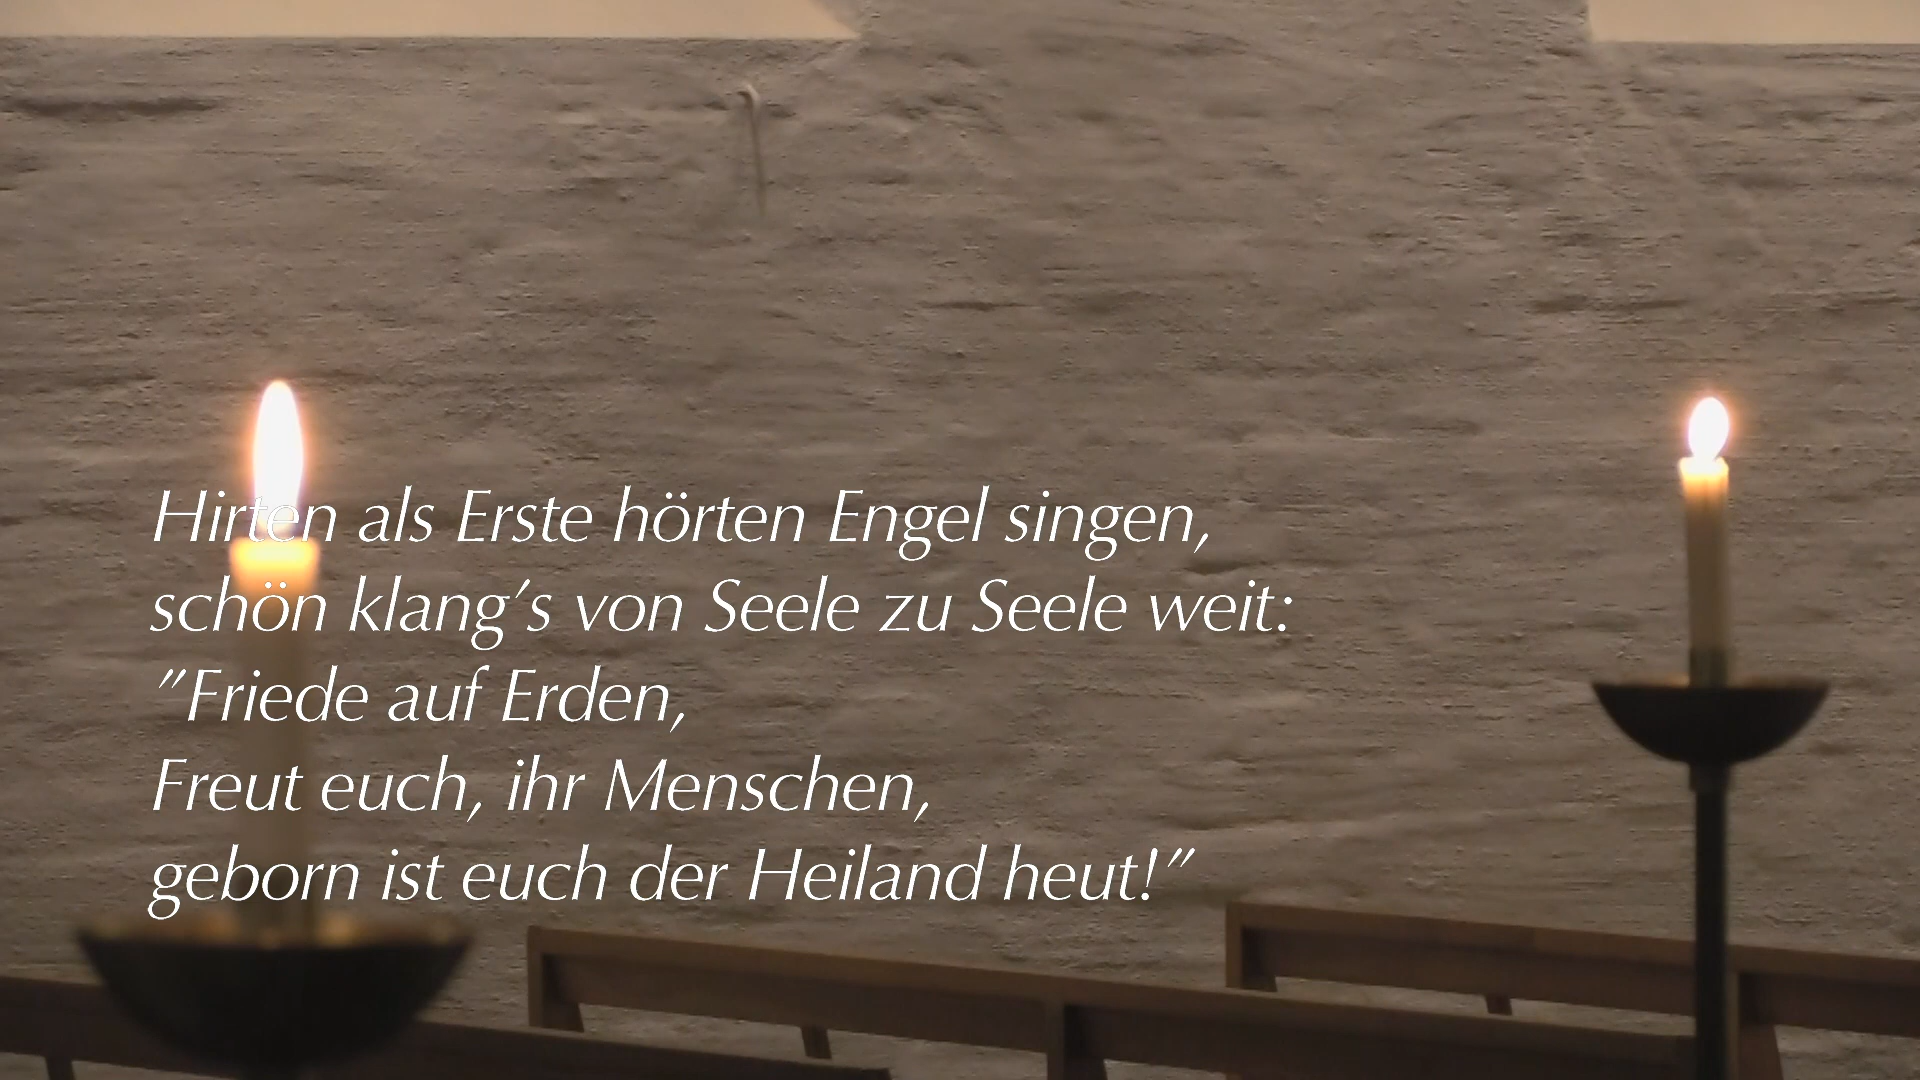 Hirten als Erste hörten Engel singen,
schön klang's von Seele zu Seele weit:
"Friede auf Erden,
Freut euch, ihr Menschen,
geborn ist euch der Heiland heut!"